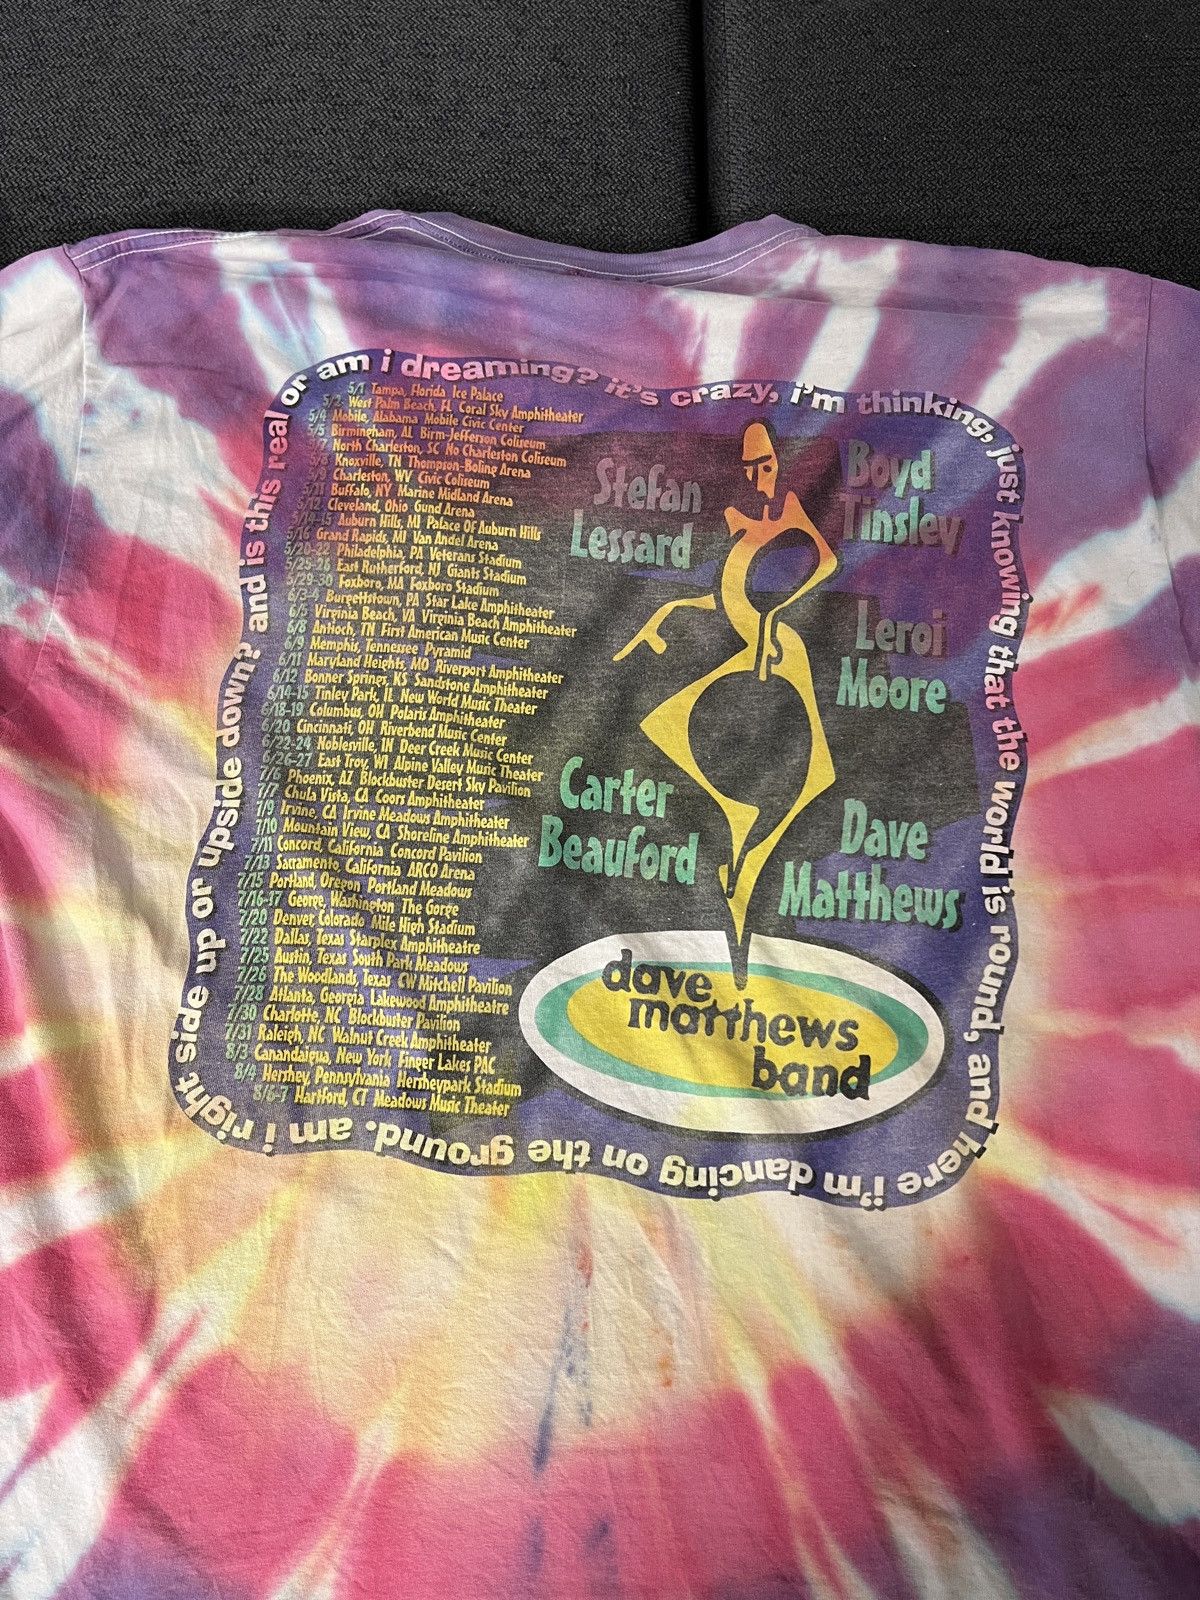 or am i dreaming? it's crazy, i'm thinking, just knowing that the world is round, and here i'm dancing on the ground. am i right side up or upside down? and is this real
5/1 Tampa, Florida Ice Palace
5/2 West Palm Beach, FL Coral Sky Amphitheater
5/4 Mobile, Alabama Mobile Civic Center
5/5 Birmingham, AL Birm-Jefferson Coliseum
5/7 North Charleston, SC No Charleston Coliseum
5/8 Knoxville, TN Thompson-Boling Arena
5/9 Charleston, WV Civic Coliseum
5/11 Buffalo, NY Marine Midland Arena
5/12 Cleveland, Ohio Gund Arena
5/14-15 Auburn Hills, MI Palace Of Auburn Hills
5/16 Grand Rapids, MI Van Andel Arena
5/20-22 Philadelphia, PA Veterans Stadium
5/25-26 East Rutherford, NJ Giants Stadium
5/29-30 Foxboro, MA Foxboro Stadium
6/3-4 Burgettstown, PA Star Lake Amphitheater
6/5 Virginia Beach, VA Virginia Beach Amphitheater
6/8 Antioch, TN First American Music Center
6/9 Memphis, Tennessee Pyramid
6/11 Maryland Heights, MO Riverport Amphitheater
6/12 Bonner Springs, KS Sandstone Amphitheater
6/14-15 Tinley Park, IL New World Music Theater
6/18-19 Columbus, OH Polaris Amphitheater
6/20 Cincinnati, OH Riverbend Music Center
6/22-24 Noblesville, IN Deer Creek Music Center
6/26-27 East Troy, WI Alpine Valley Music Theater
7/6 Phoenix, AZ Blockbuster Desert Sky Pavilion
7/7 Chula Vista, CA Coors Amphitheater
7/9 Irvine, CA Irvine Meadows Amphitheater
7/10 Mountain View, CA Shoreline Amphitheater
7/11 Concord, California Concord Pavilion
7/13 Sacramento, California ARCO Arena
7/15 Portland, Oregon Portland Meadows
7/16-17 George, Washington The Gorge
7/20 Denver, Colorado Mile High Stadium
7/22 Dallas, Texas Starplex Amphitheatre
7/25 Austin, Texas South Park Meadows
7/26 The Woodlands, Texas CW Mitchell Pavilion
7/28 Atlanta, Georgia Lakewood Amphitheatre
7/30 Charlotte, NC Blockbuster Pavilion
7/31 Raleigh, NC Walnut Creek Amphitheater
8/3 Canandaigua, New York Finger Lakes PAC
8/4 Hershey, Pennsylvania Hersheypark Stadium
8/6-7 Hartford, CT Meadows Music Theater
Stefan
Lessard
Boyd
Tinsley
Leroi
Moore
Carter
Beauford
Dave
Matthews
dave
matthews
band